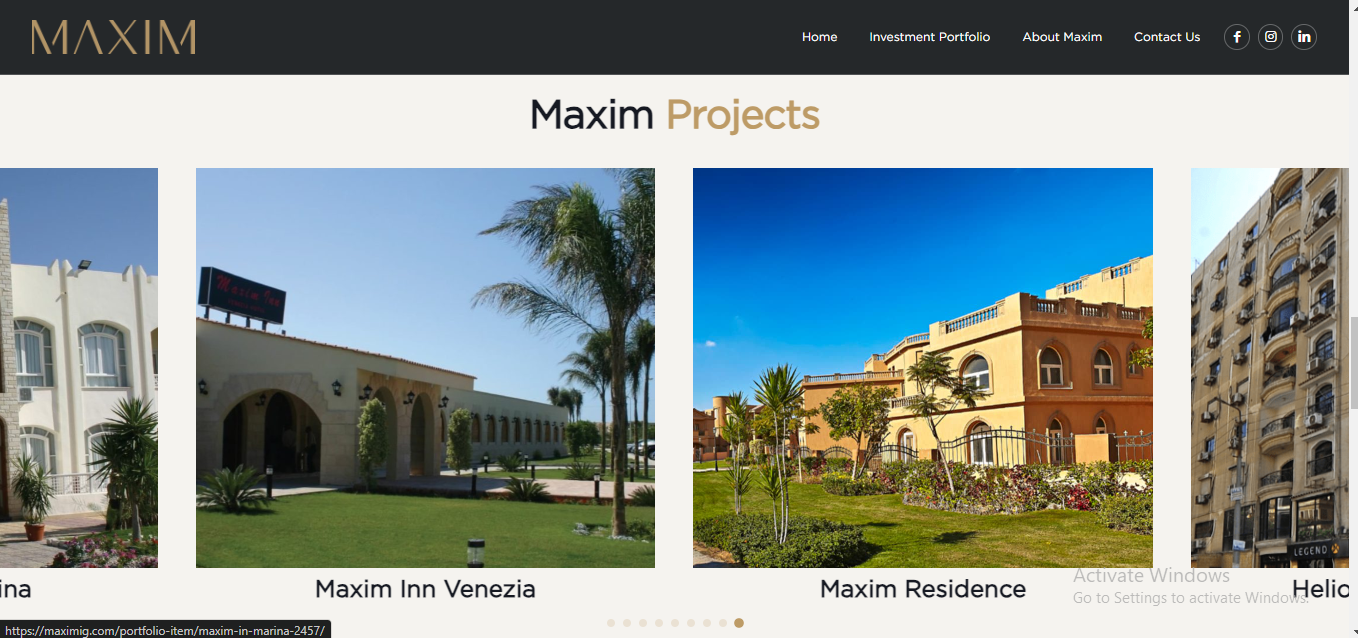 MAXIM
Home
Investment Portfolio
About Maxim
Contact Us
f
in
Maxim Projects
Maxim Inn
LEGEND
ina
Maxim Inn Venezia
Maxim Residence
Helio
Activate Windows
Go to Settings to activate Windows.
https://maximig.com/portfolio-item/maxim-in-marina-2457/